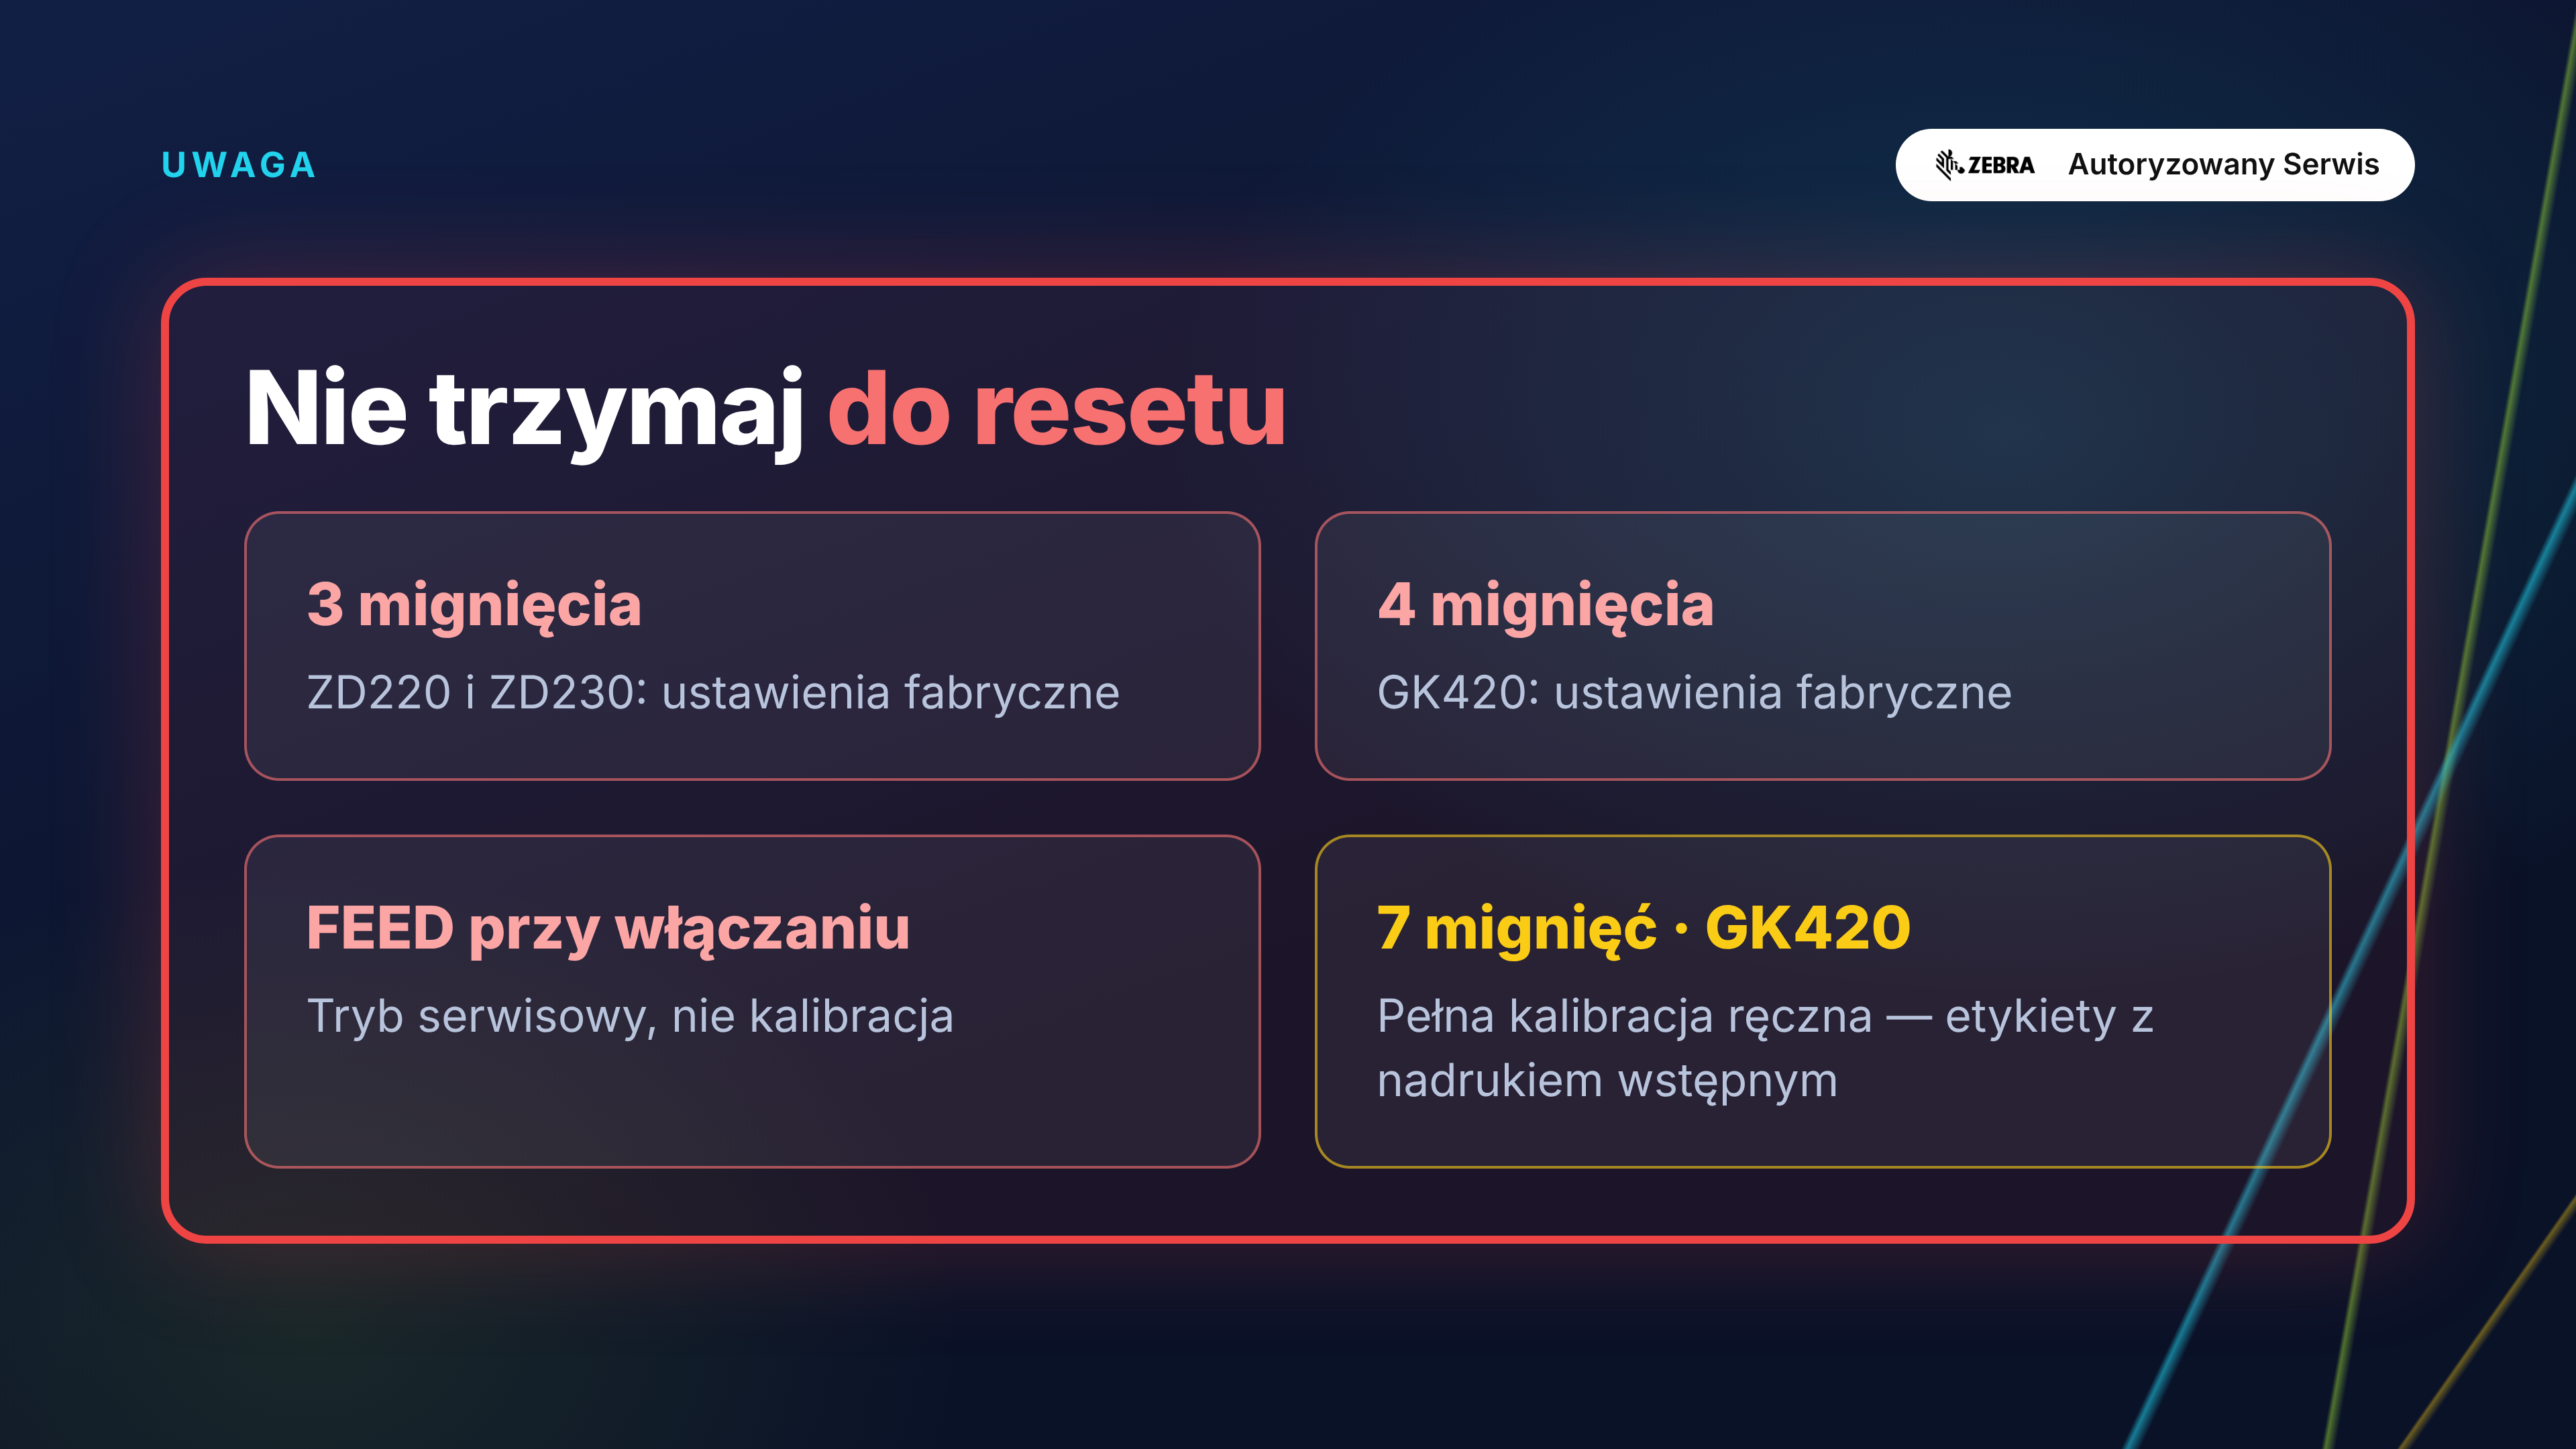 UWAGA
ZEBRA Autoryzowany Serwis
Nie trzymaj do resetu
3 mignięcia
ZD220 i ZD230: ustawienia fabryczne
4 mignięcia
GK420: ustawienia fabryczne
FEED przy włączaniu
Tryb serwisowy, nie kalibracja
7 mignięć · GK420
Pełna kalibracja ręczna — etykiety z
nadrukiem wstępnym